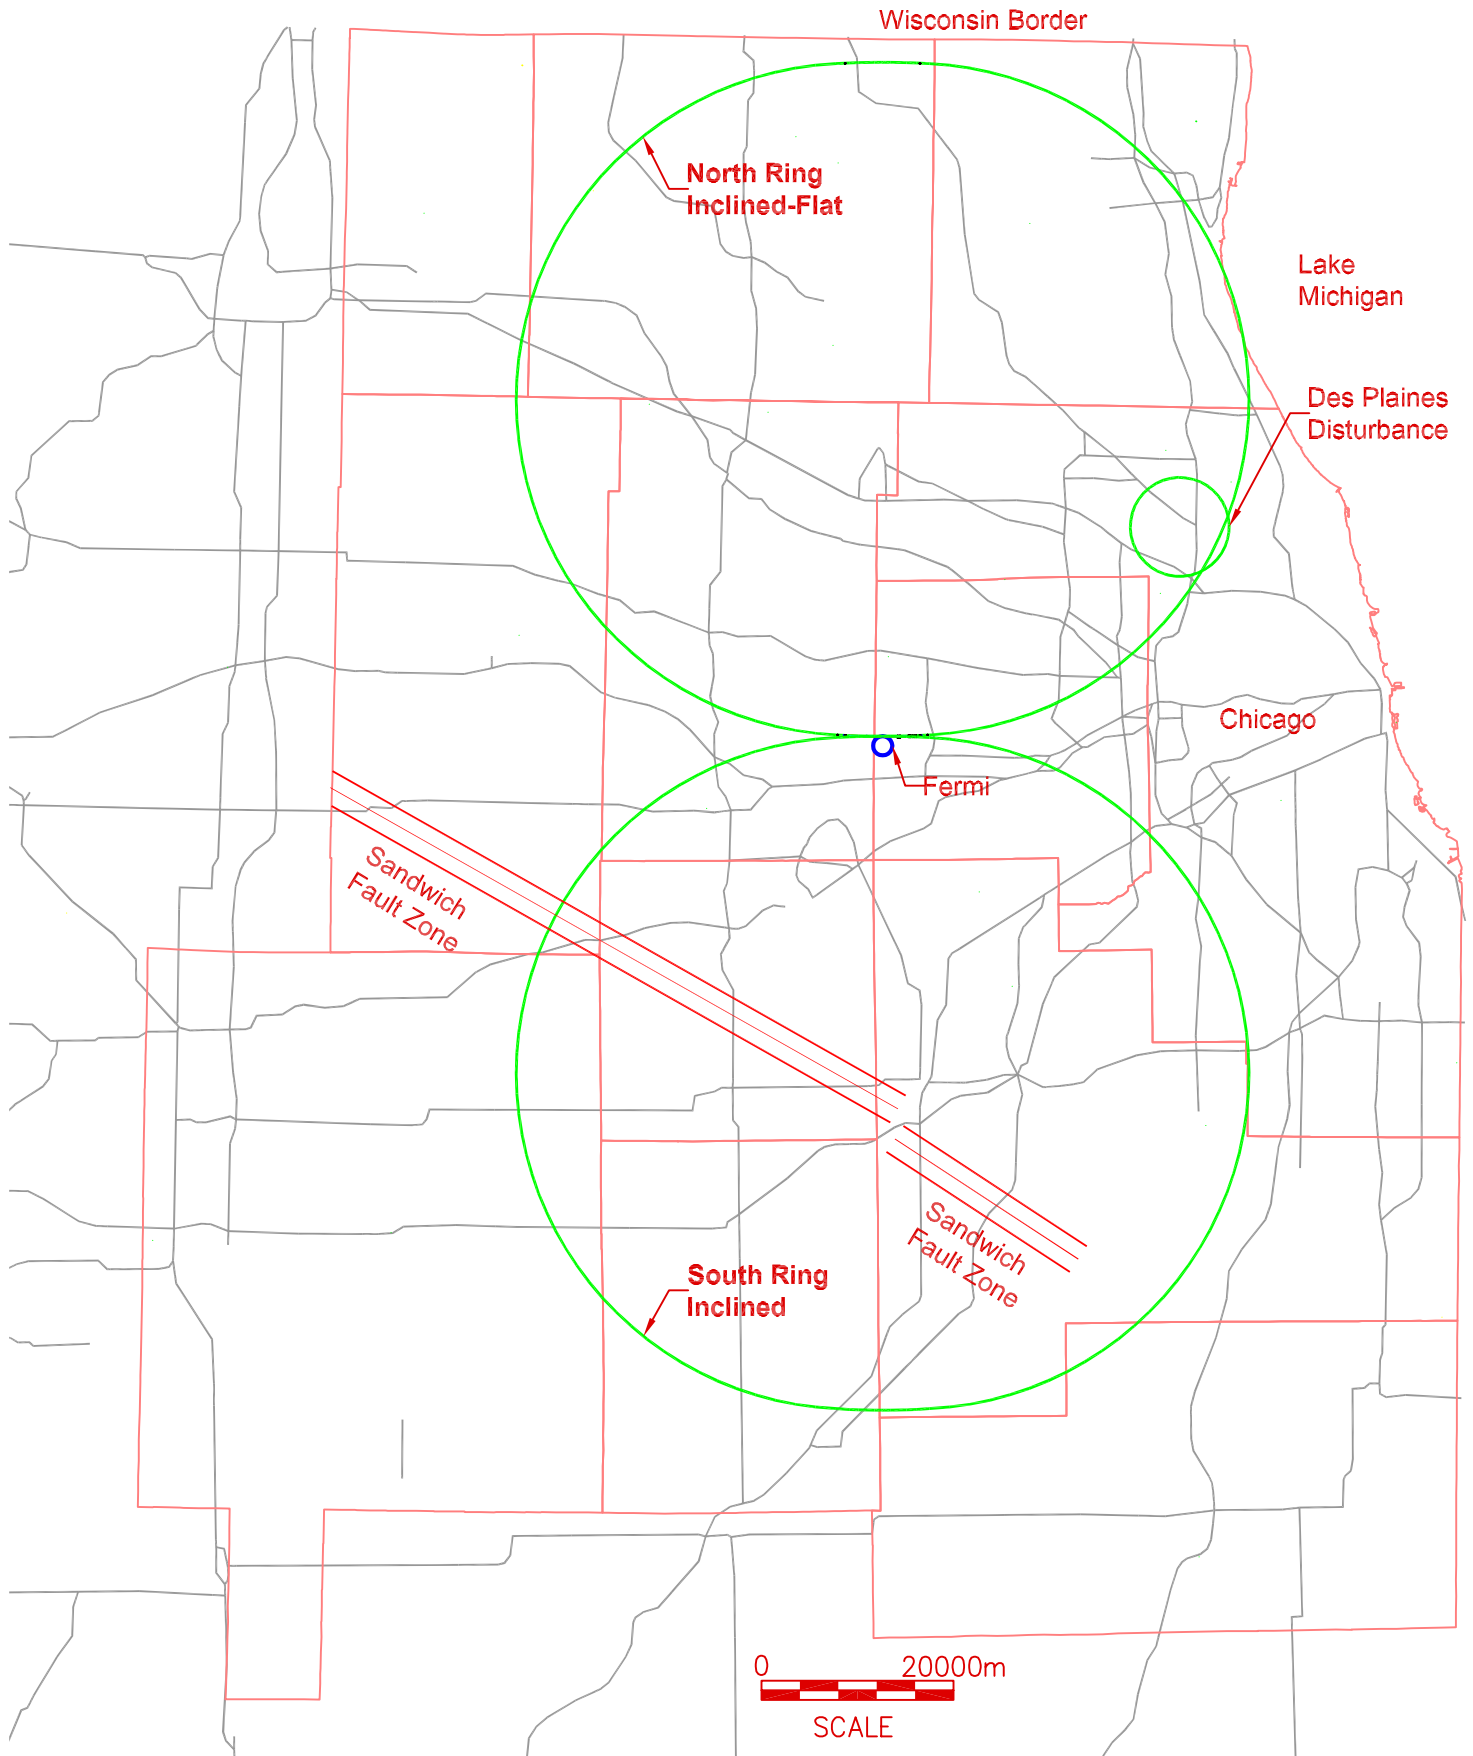 Wisconsin Border
North Ring
Inclined-Flat
Lake
Michigan
Des Plaines
Disturbance
Chicago
Fermi
Sandwich
Fault Zone
Sandwich
Fault Zone
South Ring
Inclined
0 20000m
SCALE